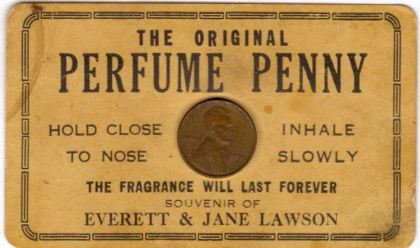 THE ORIGINAL
PERFUME PENNY
HOLD CLOSE
TO NOSE
INHALE
SLOWLY
THE FRAGRANCE WILL LAST FOREVER
SOUVENIR OF
EVERETT & JANE LAWSON